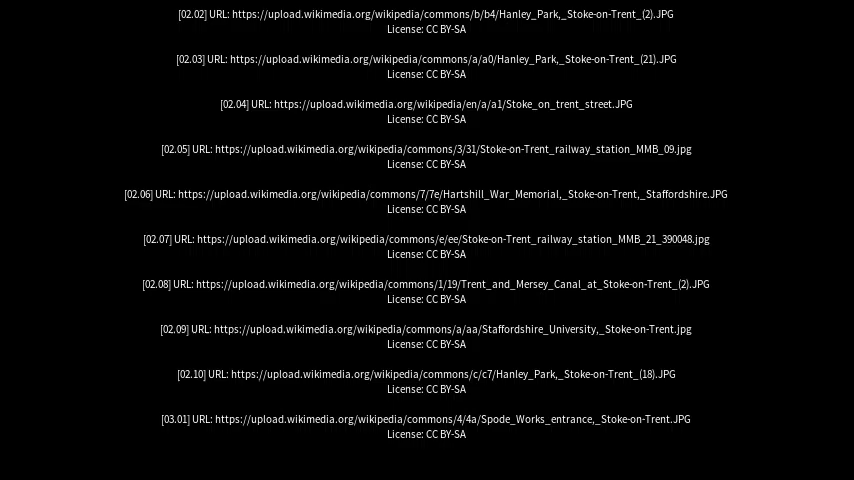 [02.02] URL: https://upload.wikimedia.org/wikipedia/commons/b/b4/Hanley_Park,_Stoke-on-Trent_(2).JPG
License: CC BY-SA
[02.03] URL: https://upload.wikimedia.org/wikipedia/commons/a/a0/Hanley_Park,_Stoke-on-Trent_(21).JPG
License: CC BY-SA
[02.04] URL: https://upload.wikimedia.org/wikipedia/en/a/a1/Stoke_on_trent_street.JPG
License: CC BY-SA
[02.05] URL: https://upload.wikimedia.org/wikipedia/commons/3/31/Stoke-on-Trent_railway_station_MMB_09.jpg
License: CC BY-SA
[02.06] URL: https://upload.wikimedia.org/wikipedia/commons/7/7e/Hartshill_War_Memorial,_Stoke-on-Trent,_Staffordshire.JPG
License: CC BY-SA
[02.07] URL: https://upload.wikimedia.org/wikipedia/commons/e/ee/Stoke-on-Trent_railway_station_MMB_21_390048.jpg
License: CC BY-SA
[02.08] URL: https://upload.wikimedia.org/wikipedia/commons/1/19/Trent_and_Mersey_Canal_at_Stoke-on-Trent_(2).JPG
License: CC BY-SA
[02.09] URL: https://upload.wikimedia.org/wikipedia/commons/a/aa/Staffordshire_University,_Stoke-on-Trent.jpg
License: CC BY-SA
[02.10] URL: https://upload.wikimedia.org/wikipedia/commons/c/c7/Hanley_Park,_Stoke-on-Trent_(18).JPG
License: CC BY-SA
[03.01] URL: https://upload.wikimedia.org/wikipedia/commons/4/4a/Spode_Works_entrance,_Stoke-on-Trent.JPG
License: CC BY-SA